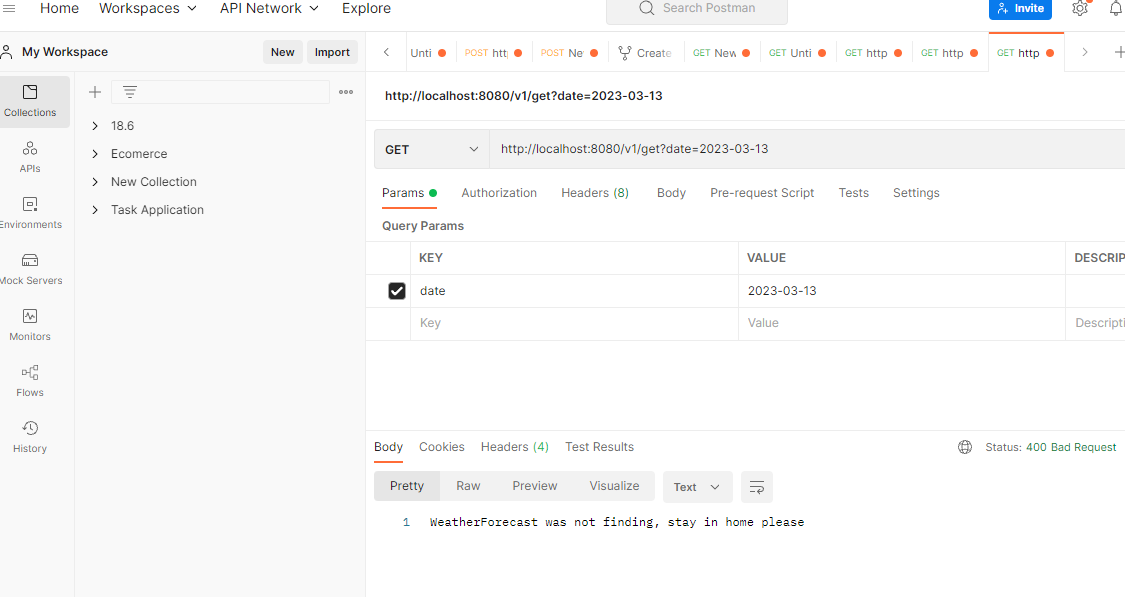 Home Workspaces API Network Explore Search Postman Invite
My Workspace New Import
Unti POST htt POST Ne Create GET New GET Unti GET http GET http GET http
Collections
APIs
Environments
Mock Servers
Monitors
Flows
History
18.6
Ecomerce
New Collection
Task Application
http://localhost:8080/v1/get?date=2023-03-13
GET http://localhost:8080/v1/get?date=2023-03-13
Params Authorization Headers (8) Body Pre-request Script Tests Settings
Query Params
KEY VALUE DESCRIP
date 2023-03-13
Key Value Descripti
Body Cookies Headers (4) Test Results Status: 400 Bad Request
Pretty Raw Preview Visualize Text
1 WeatherForecast was not finding, stay in home please